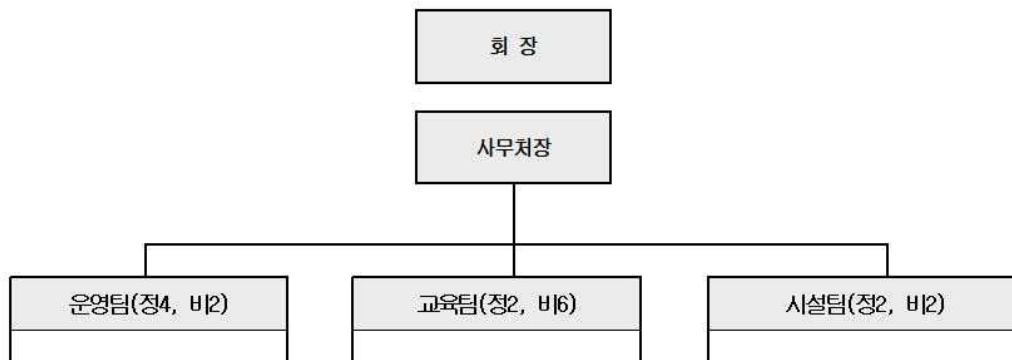 회 장
사무처장
운영팀(정4, 비2)
교육팀(정2, 비6)
시설팀(정2, 비2)